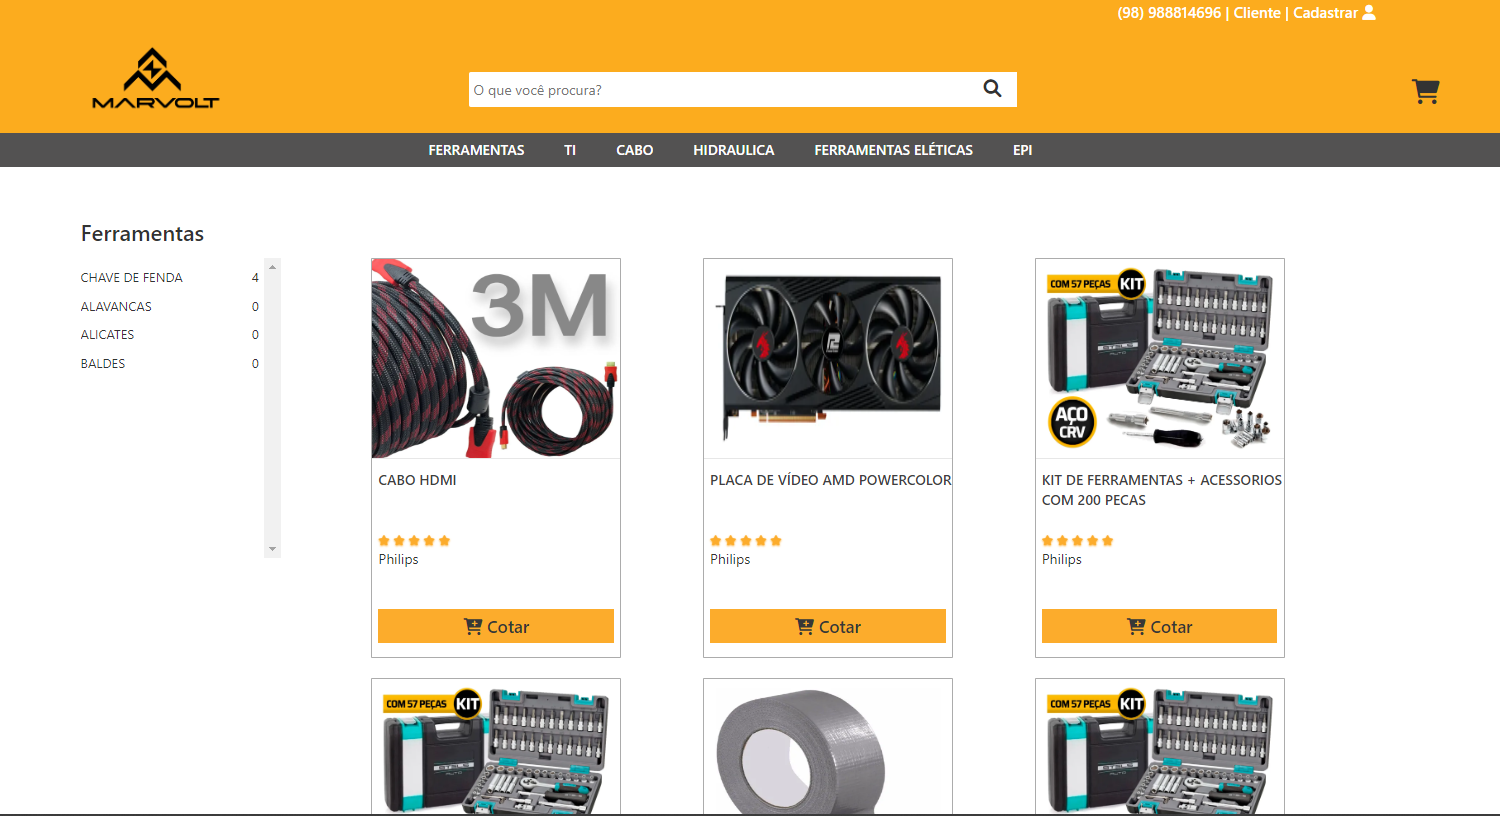 (98) 988814696 | Cliente | Cadastrar
MARVOLT
O que você procura?
FERRAMENTAS TI CABO HIDRAULICA FERRAMENTAS ELÉTICAS EPI
Ferramentas
CHAVE DE FENDA 4
ALAVANCAS 0
ALICATES 0
BALDES 0
3M
COM 57 PEÇAS KIT
AÇO
CRV
CABO HDMI
Philips
Cotar
PLACA DE VÍDEO AMD POWERCOLOR
Philips
Cotar
KIT DE FERRAMENTAS + ACESSORIOS
COM 200 PECAS
Philips
Cotar
COM 57 PEÇAS KIT
COM 57 PEÇAS KIT